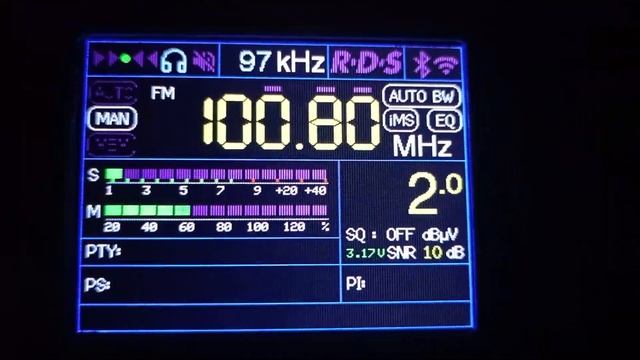 97 kHz R·D·S
AUTO FM 100.80 AUTO BW
MAN iMS EQ
MEM MHz
S
1 3 5 7 9 +20 +40
M
20 40 60 80 100 120 %
2.0
SQ : OFF dBµV
3.17V SNR 10 dB
PTY:
PS: PI: